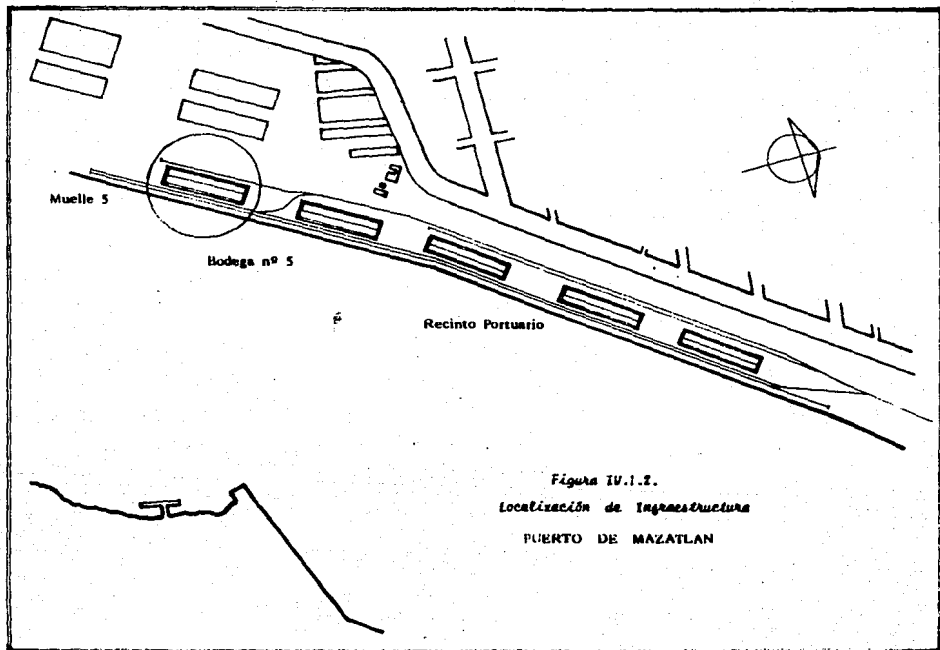 Muelle 5
Bodega nº 5
Recinto Portuario
Figura IV.1.2.
Localización de Infraestructura
PUERTO DE MAZATLAN